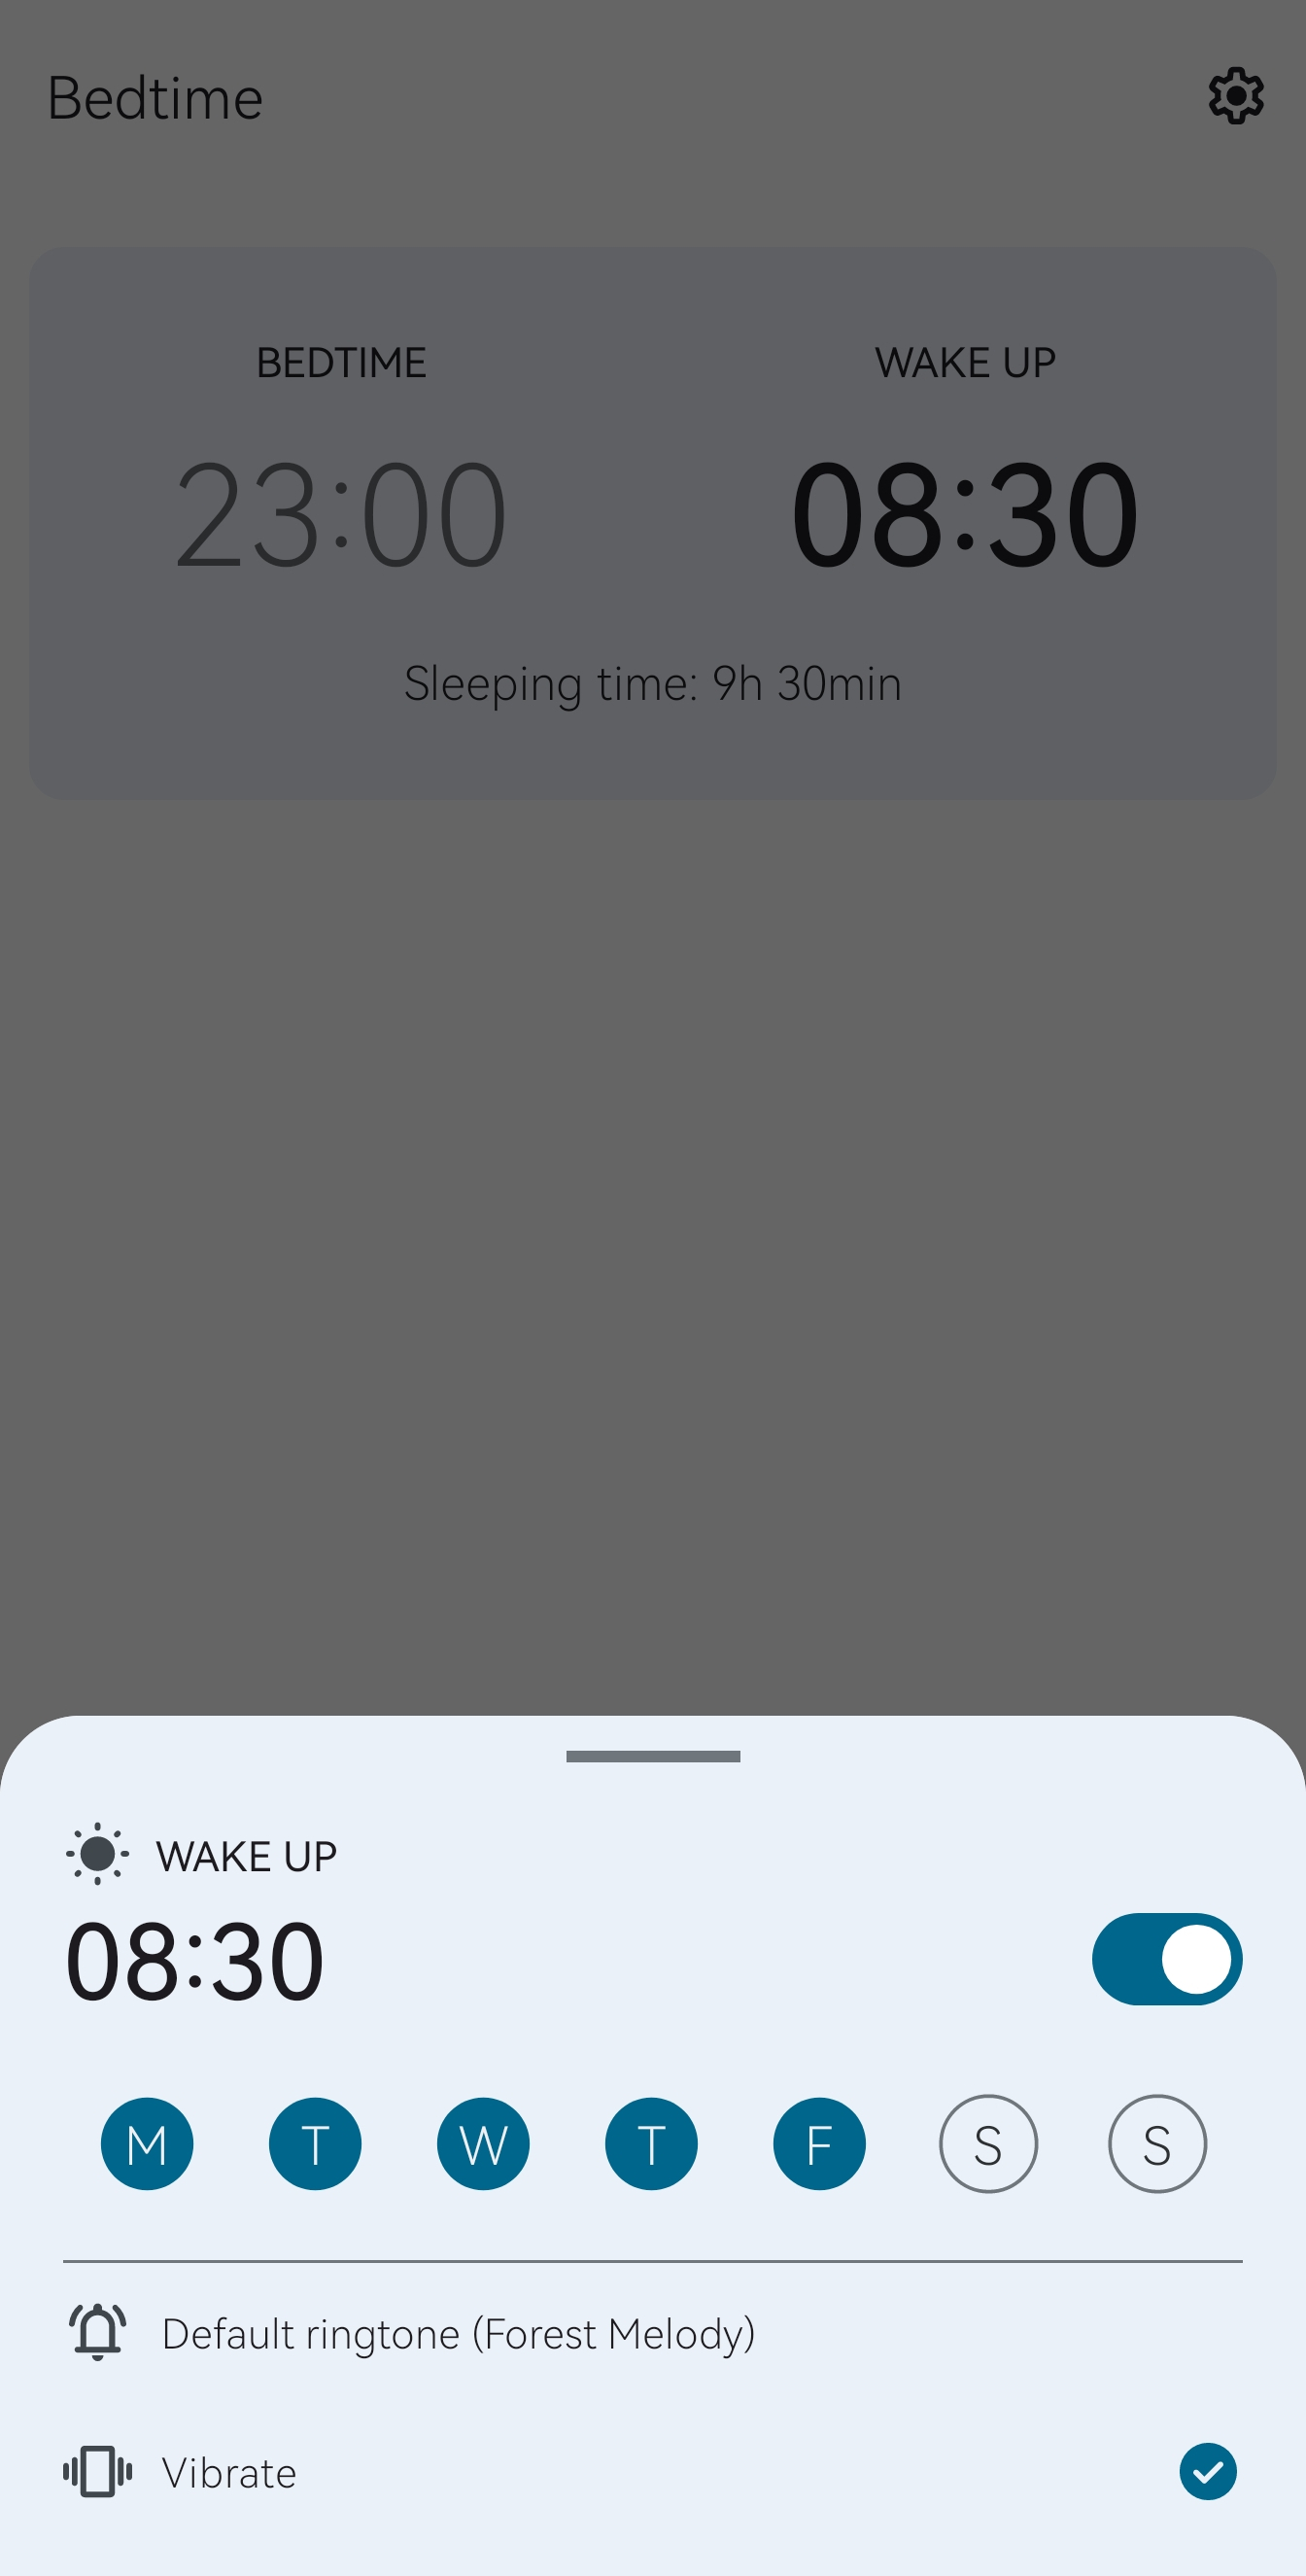 Bedtime
BEDTIME WAKE UP
23:00 08:30
Sleeping time: 9h 30min
WAKE UP
08:30
M T W T F S S
Default ringtone (Forest Melody)
Vibrate